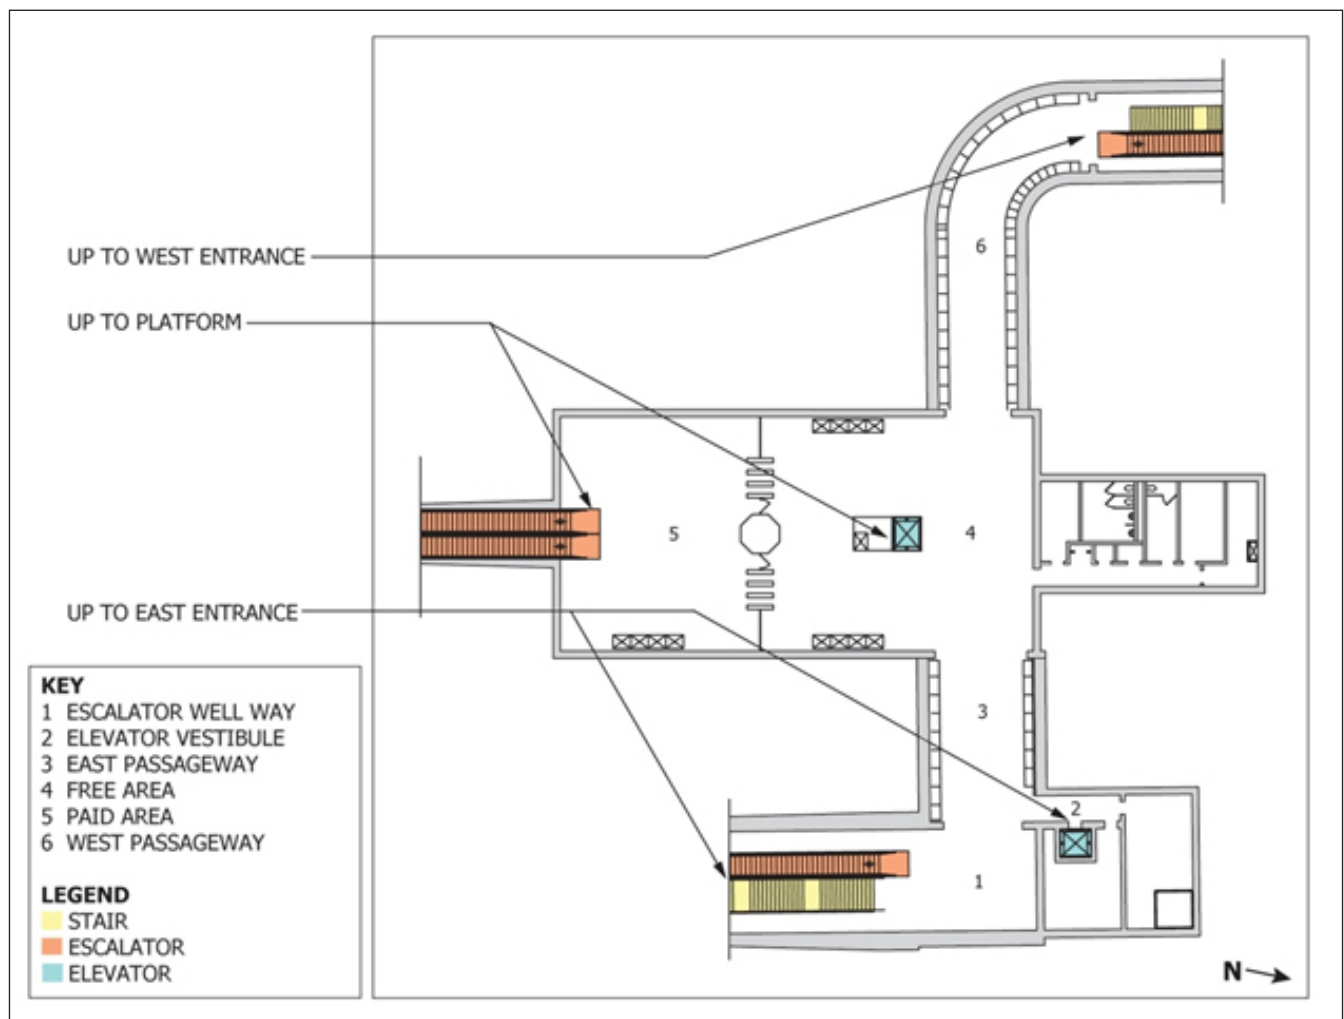 UP TO WEST ENTRANCE
6
UP TO PLATFORM
5
4
UP TO EAST ENTRANCE
3
2
1
KEY
1 ESCALATOR WELL WAY
2 ELEVATOR VESTIBULE
3 EAST PASSAGEWAY
4 FREE AREA
5 PAID AREA
6 WEST PASSAGEWAY
LEGEND
STAIR
ESCALATOR
ELEVATOR
N